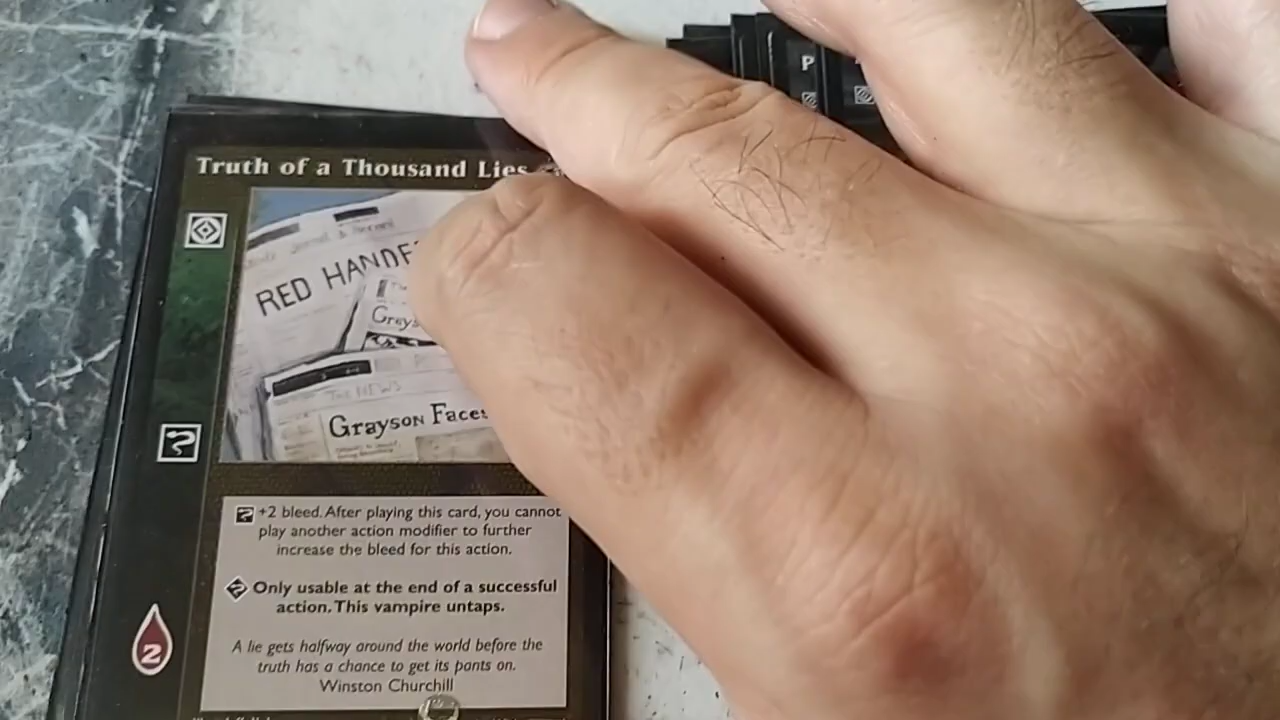 P
Truth of a Thousand Lies
RED HANDE
Grays
THE NEWS
Grayson Faces
+2 bleed. After playing this card, you cannot
play another action modifier to further
increase the bleed for this action.
Only usable at the end of a successful
action. This vampire untaps.
A lie gets halfway around the world before the
truth has a chance to get its pants on.
Winston Churchill
2